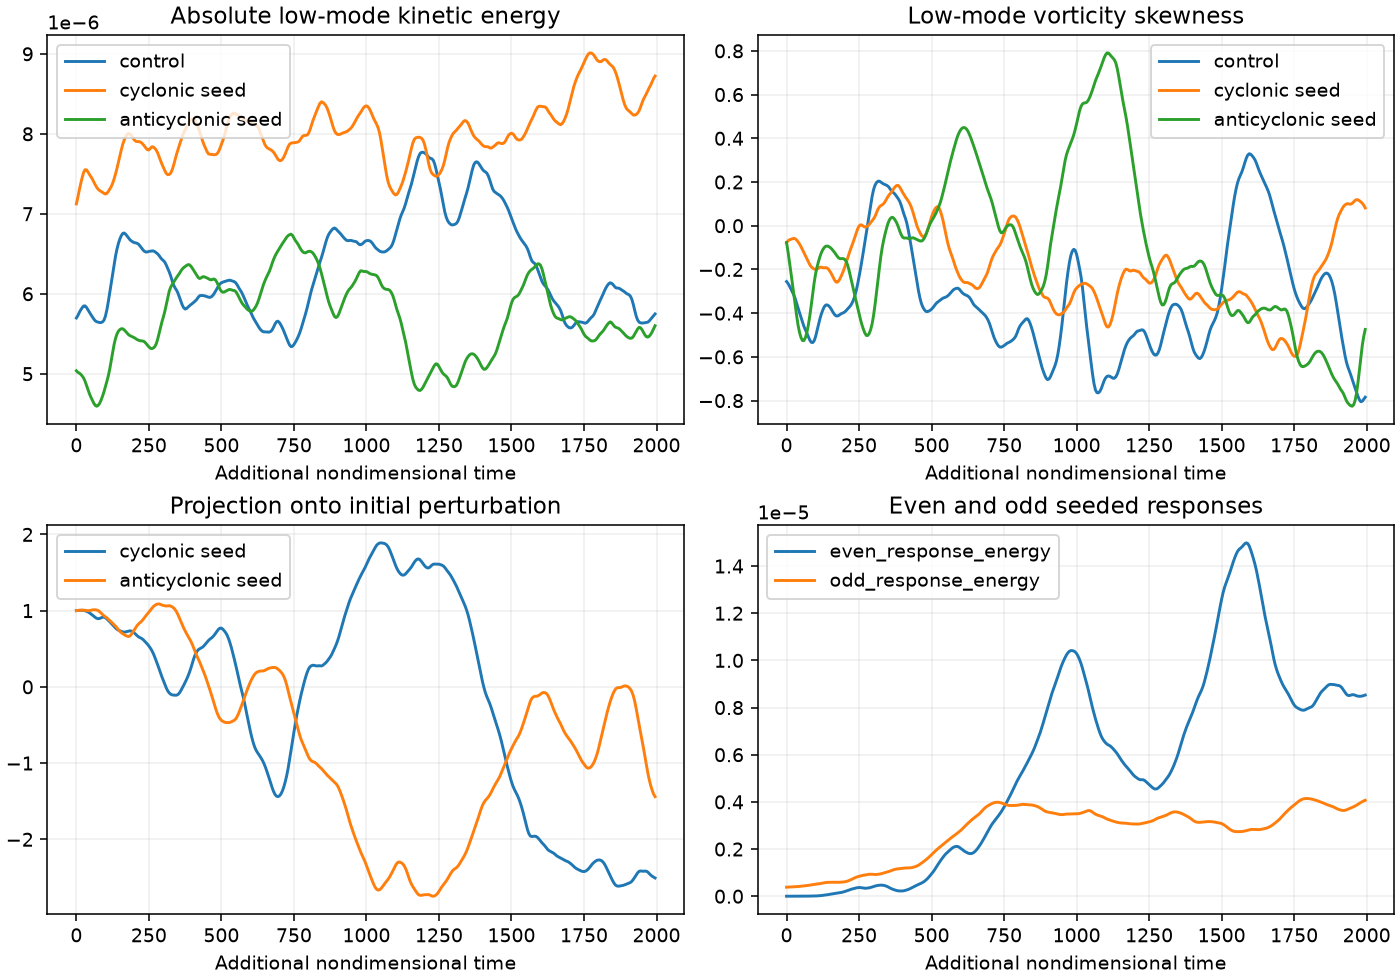 Absolute low-mode kinetic energy
1e−6
9
8
7
6
5
control
cyclonic seed
anticyclonic seed
0 250 500 750 1000 1250 1500 1750 2000
Additional nondimensional time
Low-mode vorticity skewness
0.8
0.6
0.4
0.2
0.0
−0.2
−0.4
−0.6
−0.8
control
cyclonic seed
anticyclonic seed
0 250 500 750 1000 1250 1500 1750 2000
Additional nondimensional time
Projection onto initial perturbation
2
1
0
−1
−2
cyclonic seed
anticyclonic seed
0 250 500 750 1000 1250 1500 1750 2000
Additional nondimensional time
Even and odd seeded responses
1e−5
1.4
1.2
1.0
0.8
0.6
0.4
0.2
0.0
even_response_energy
odd_response_energy
0 250 500 750 1000 1250 1500 1750 2000
Additional nondimensional time